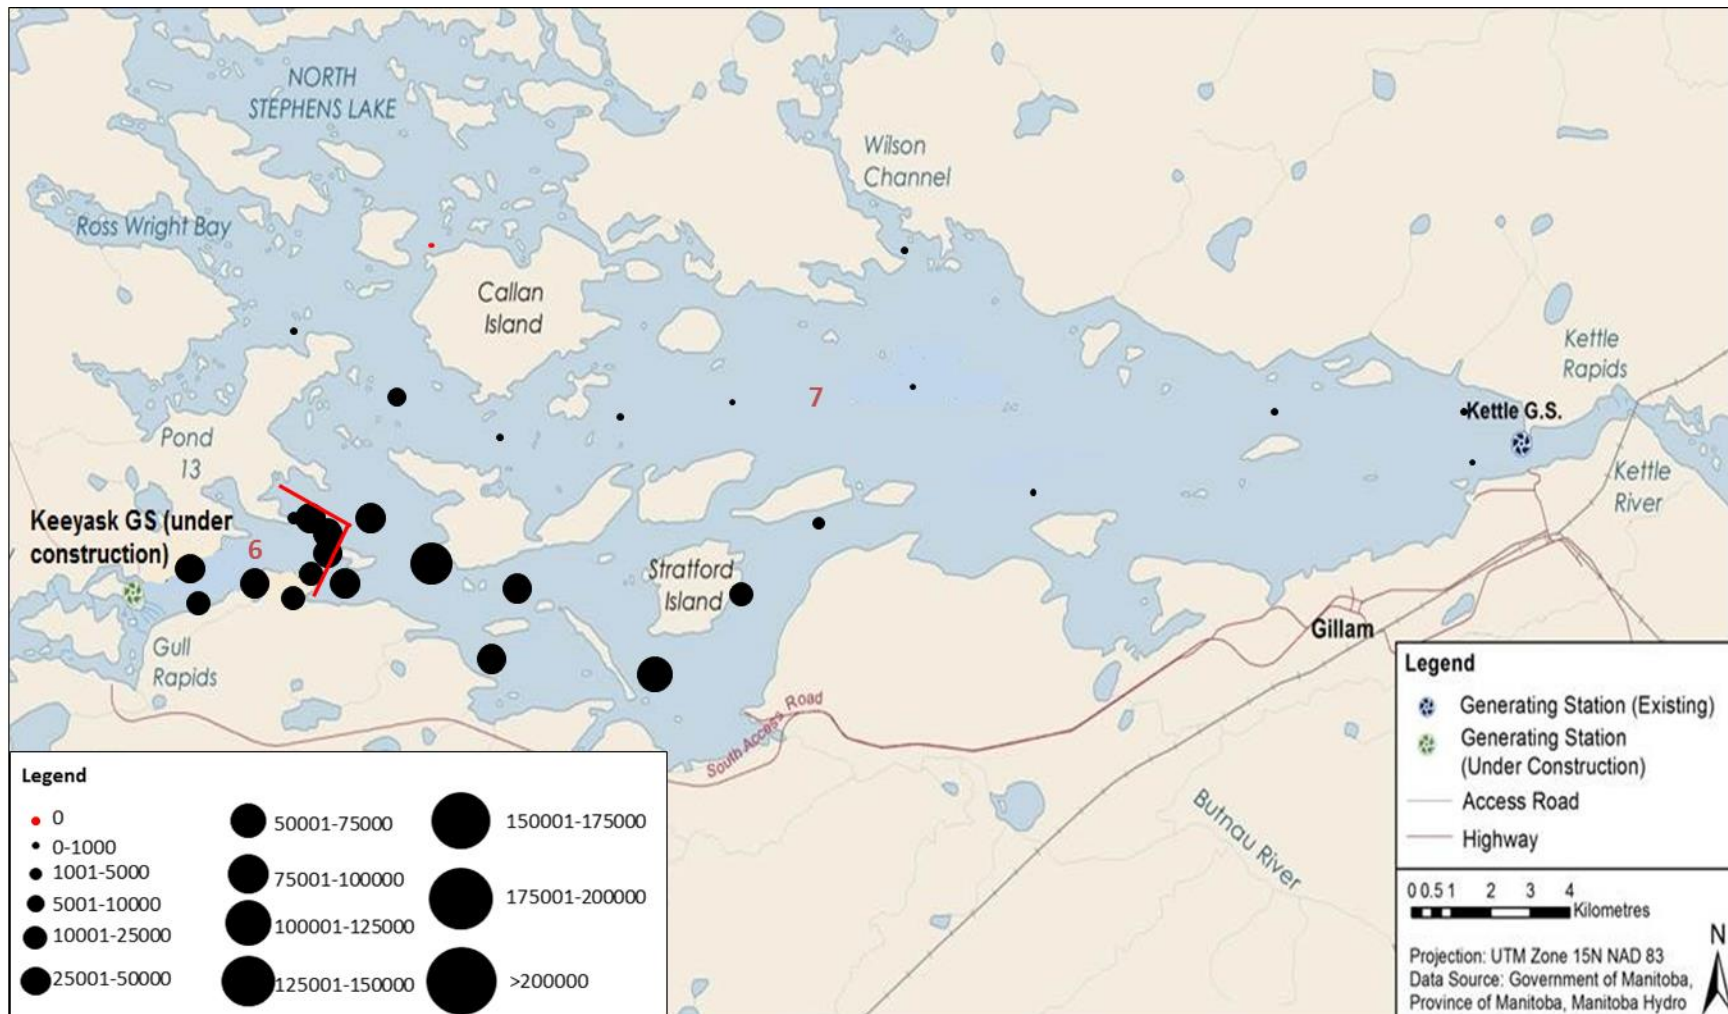 NORTH
STEPHENS LAKE
Wilson
Channel
Ross Wright Bay
Callan
Island
Kettle
Rapids
7
Kettle G.S.
Pond
13
Kettle
River
Keeyask GS (under
construction)
6
Stratford
Island
Gillam
Gull
Rapids
South Access Road
Butnau River
Legend
Generating Station (Existing)
Generating Station
(Under Construction)
Access Road
Highway
0 0.5 1 2 3 4
Kilometres
N
Projection: UTM Zone 15N NAD 83
Data Source: Government of Manitoba,
Province of Manitoba, Manitoba Hydro
Legend
0
0-1000
1001-5000
5001-10000
10001-25000
25001-50000
50001-75000
75001-100000
100001-125000
125001-150000
150001-175000
175001-200000
>200000